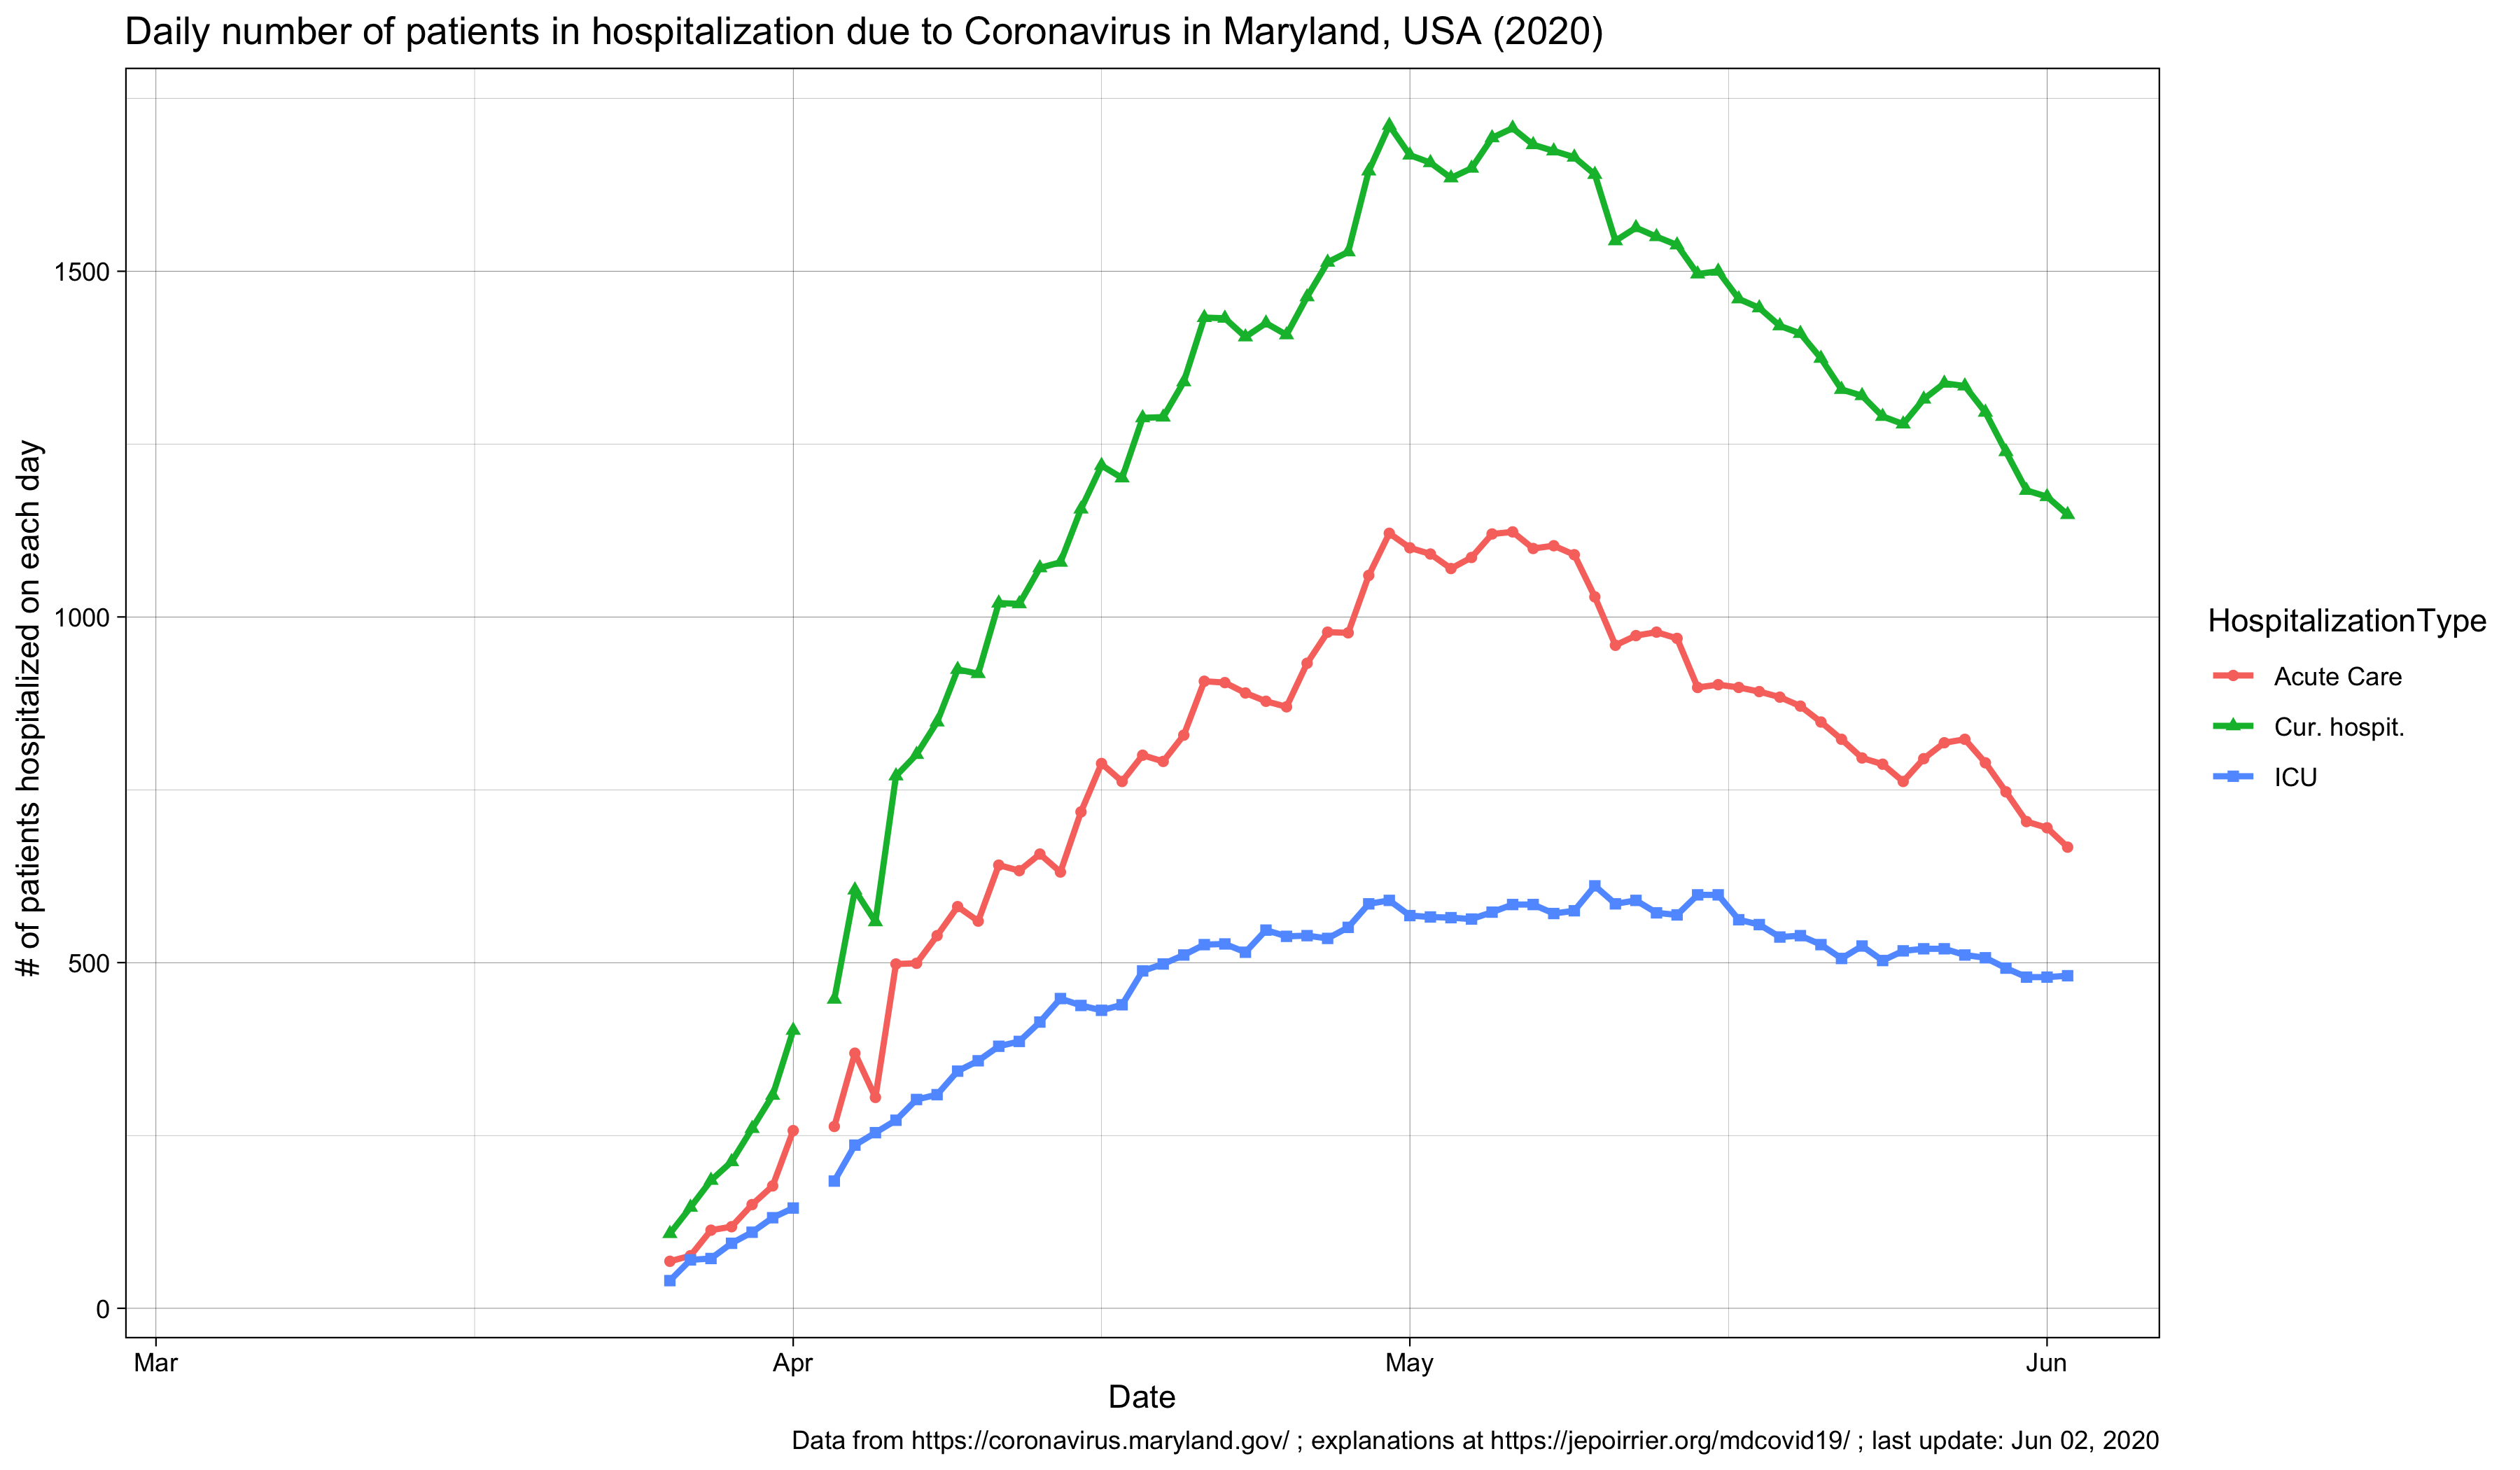 Daily number of patients in hospitalization due to Coronavirus in Maryland, USA (2020)
# of patients hospitalized on each day
1500
1000
500
0
Mar
Apr
May
Jun
Date
HospitalizationType
Acute Care
Cur. hospit.
ICU
Data from https://coronavirus.maryland.gov/ ; explanations at https://jepoirrier.org/mdcovid19/ ; last update: Jun 02, 2020